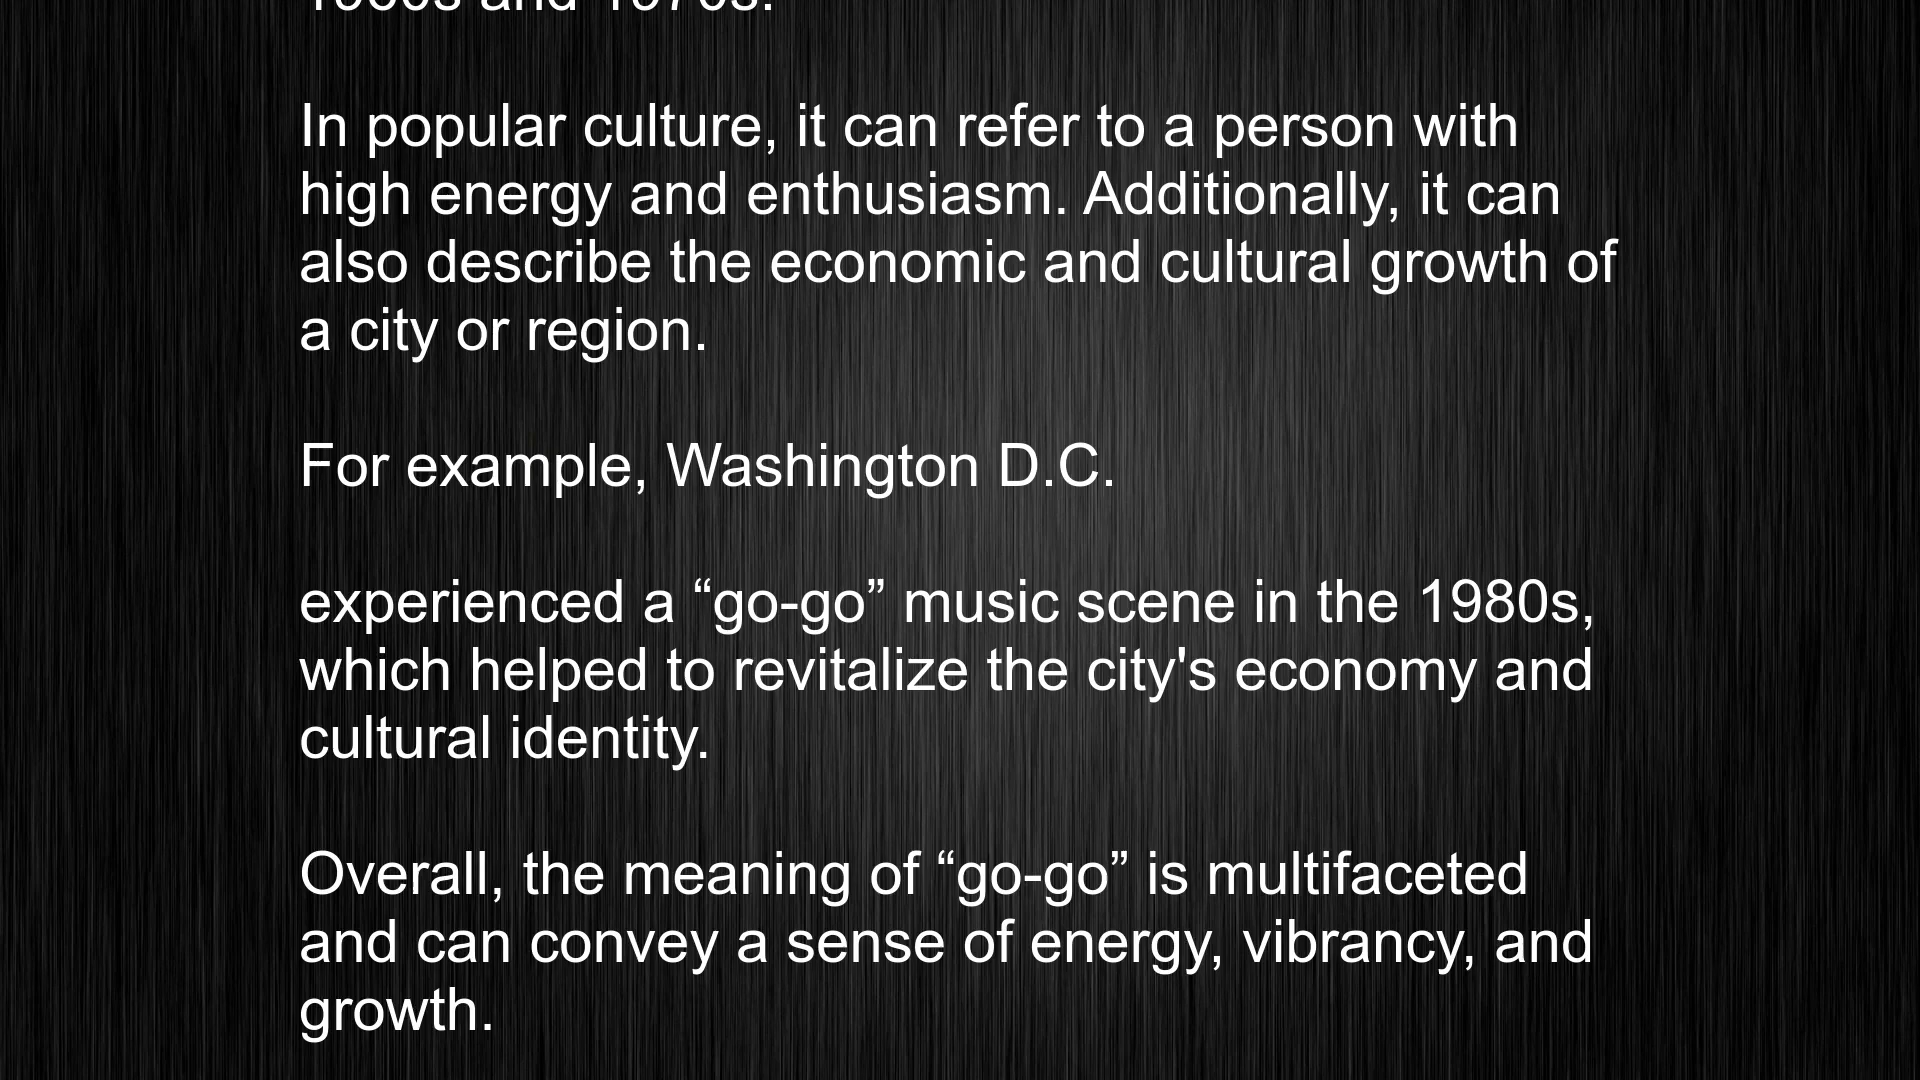 1960s and 1970s.
In popular culture, it can refer to a person with
high energy and enthusiasm. Additionally, it can
also describe the economic and cultural growth of
a city or region.
For example, Washington D.C.
experienced a “go-go” music scene in the 1980s,
which helped to revitalize the city's economy and
cultural identity.
Overall, the meaning of “go-go” is multifaceted
and can convey a sense of energy, vibrancy, and
growth.